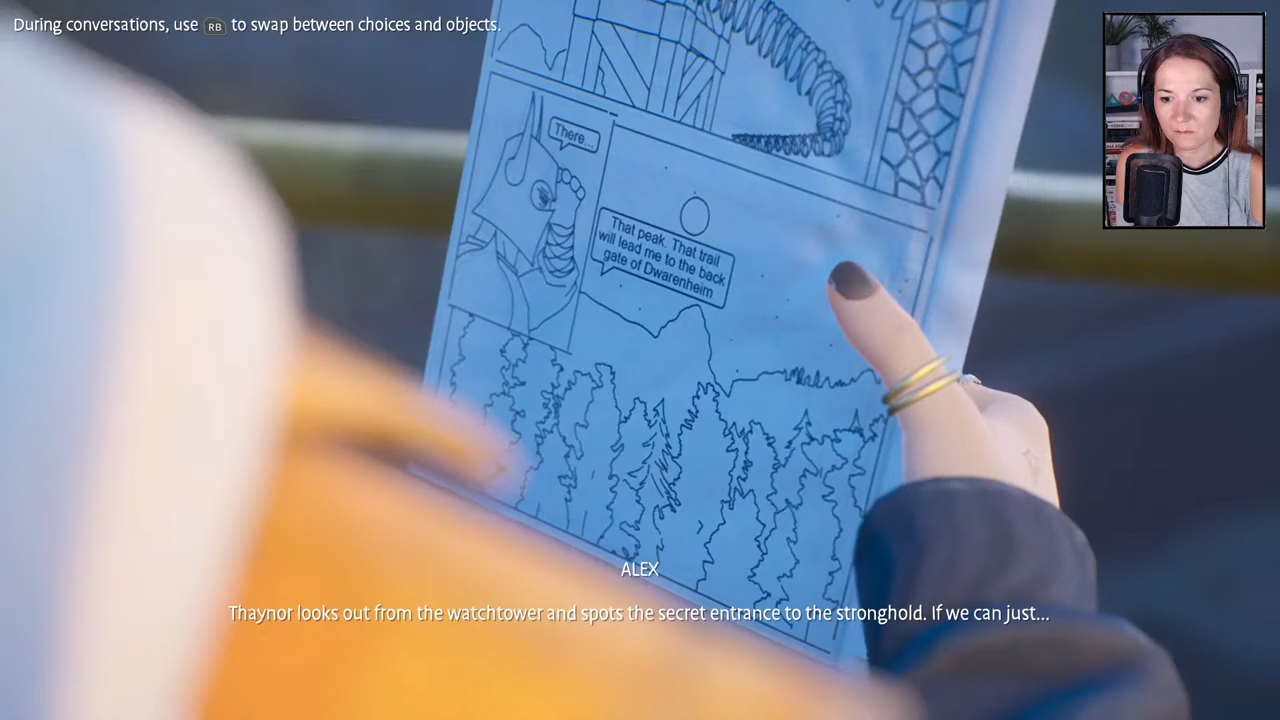 During conversations, use RB to swap between choices and objects.
There...
That peak. That trail
will lead me to the back
gate of Dwarenheim
ALEX
Thaynor looks out from the watchtower and spots the secret entrance to the stronghold. If we can just...